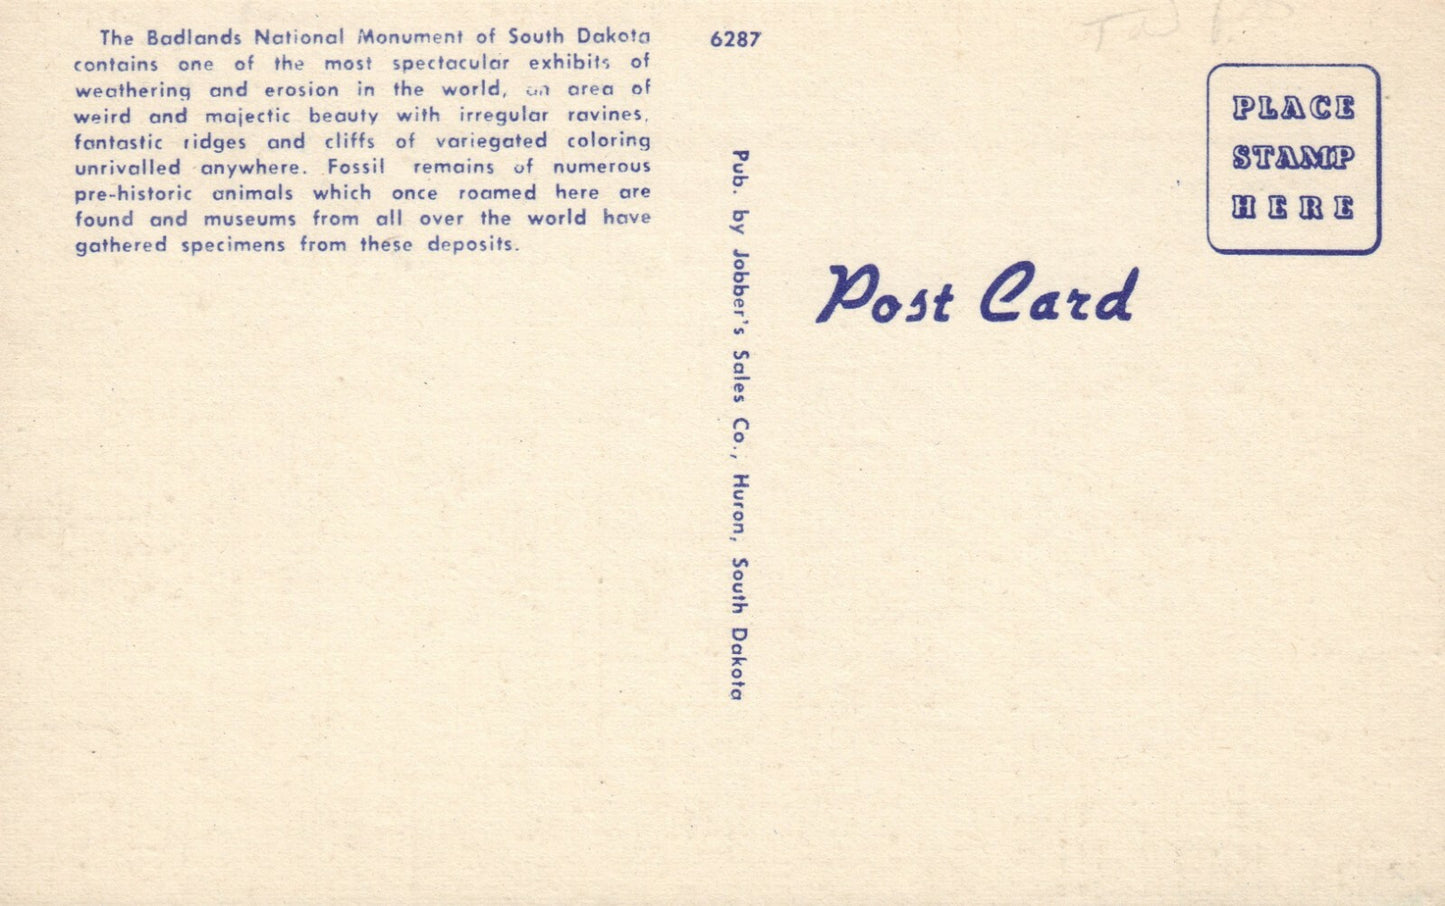 The Badlands National Monument of South Dakota
contains one of the most spectacular exhibits of
weathering and erosion in the world, an area of
weird and majectic beauty with irregular ravines,
fantastic ridges and cliffs of variegated coloring
unrivalled anywhere. Fossil remains of numerous
pre-historic animals which once roamed here are
found and museums from all over the world have
gathered specimens from these deposits.
6287
Pub. by Jobber's Sales Co., Huron, South Dakota
Post Card
PLACE
STAMP
HERE